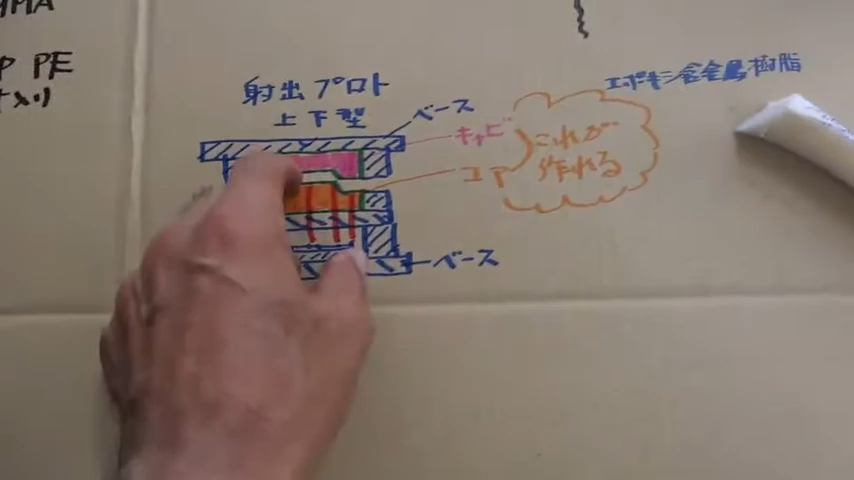 P PE
射出プロト
上下型
ベース
キャビ
コア
これが
作れる
エポキシ含金属樹脂
ベース